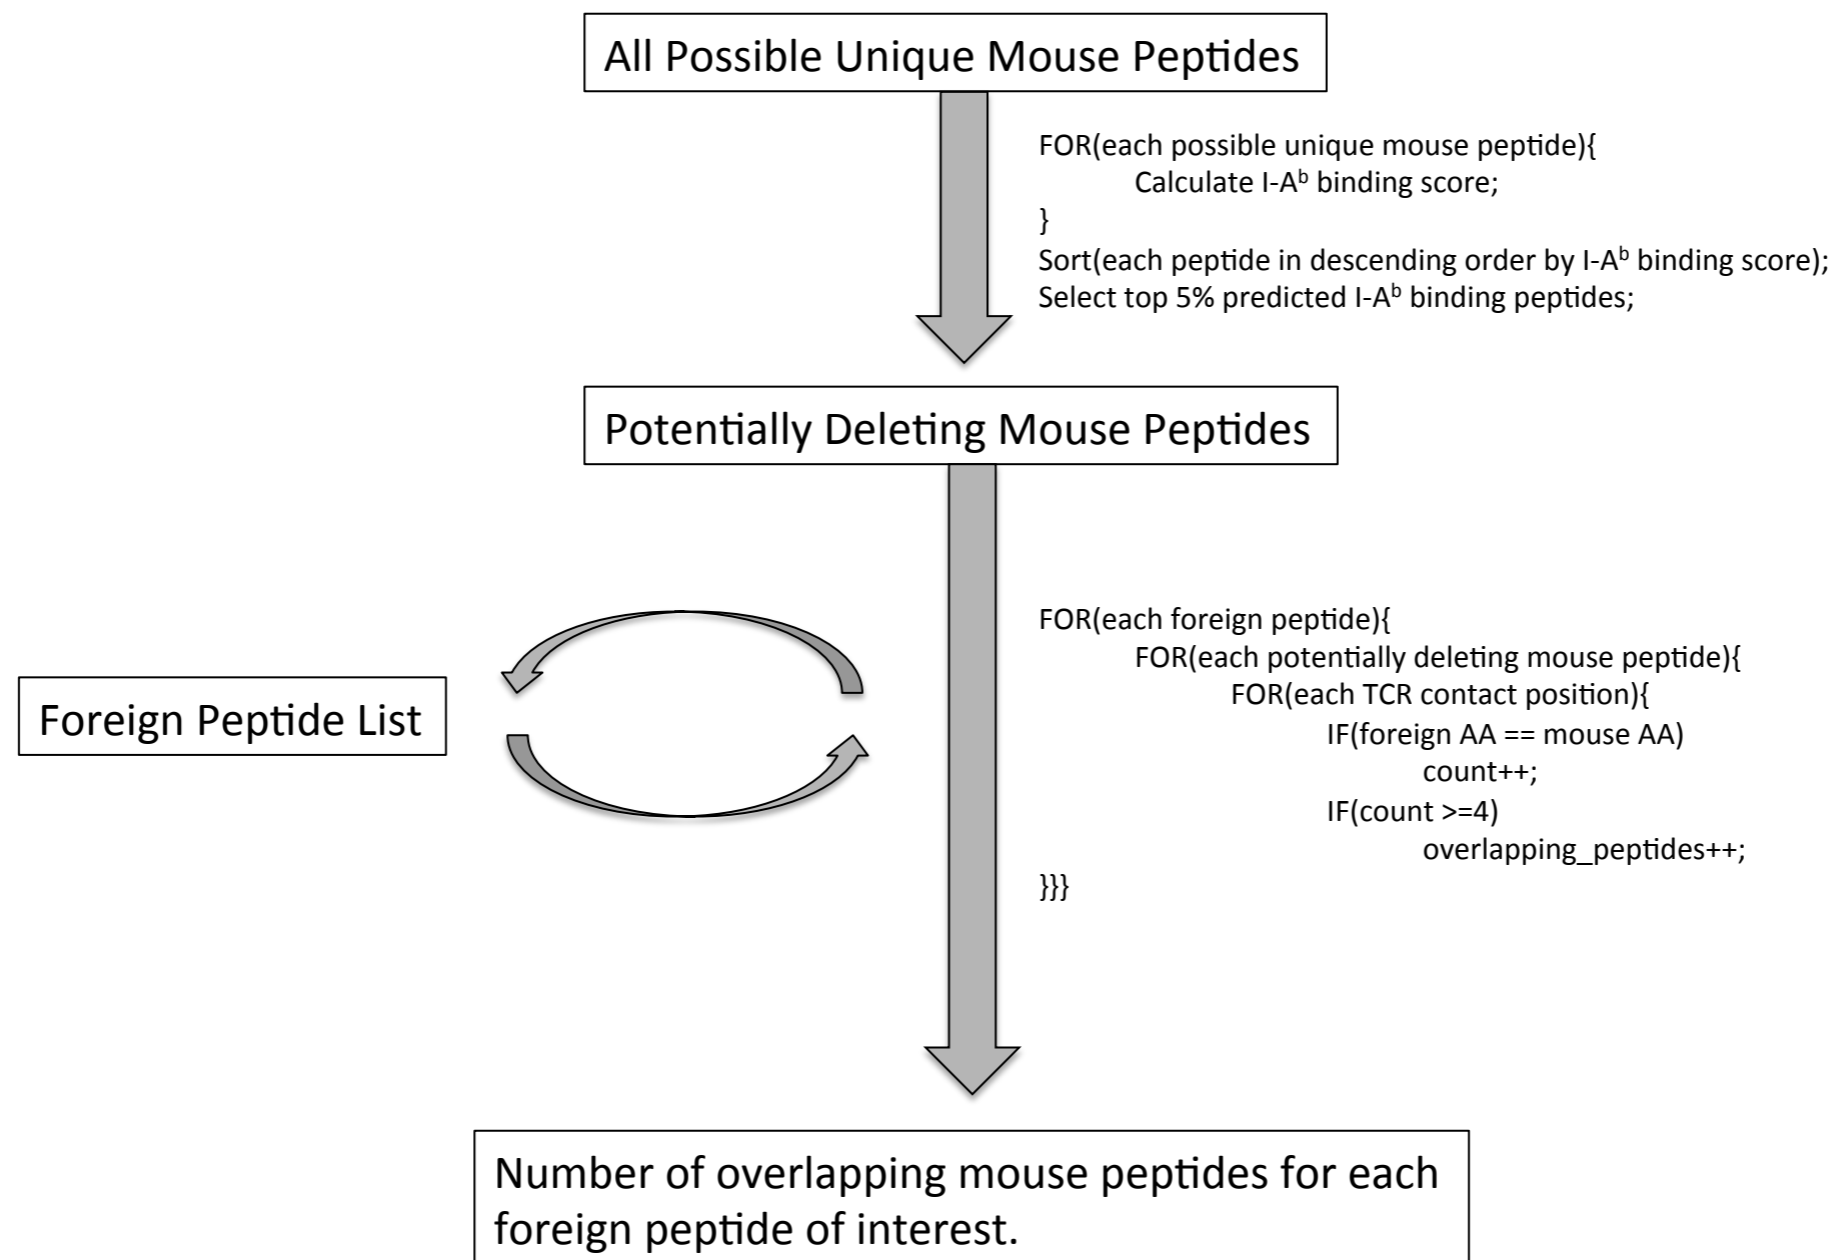 All Possible Unique Mouse Peptides
FOR(each possible unique mouse peptide){
Calculate I-Aᵇ binding score;
}
Sort(each peptide in descending order by I-Aᵇ binding score);
Select top 5% predicted I-Aᵇ binding peptides;
Potentially Deleting Mouse Peptides
Foreign Peptide List
FOR(each foreign peptide){
FOR(each potentially deleting mouse peptide){
FOR(each TCR contact position){
IF(foreign AA == mouse AA)
count++;
IF(count >=4)
overlapping_peptides++;
}}}
Number of overlapping mouse peptides for each
foreign peptide of interest.